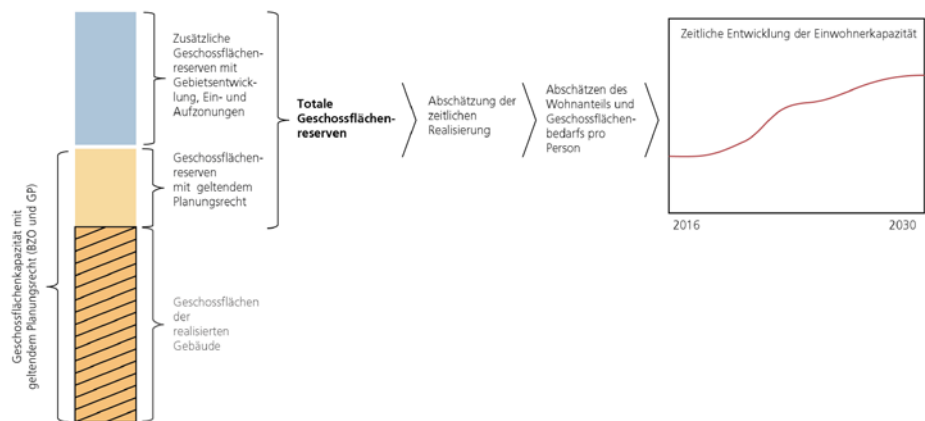 Zusätzliche
Geschossflächen-
reserven mit
Gebietsentwick-
lung, Ein- und
Aufzonungen
Geschossflächen-
reserven
mit geltendem
Planungsrecht
Geschossflächen
der
realisierten
Gebäude
Geschossflächenkapazität mit
geltendem Planungsrecht (BZO und GP)
Totale
Geschossflächen-
reserven
Abschätzung der
zeitlichen
Realisierung
Abschätzen des
Wohnanteils und
Geschossflächen-
bedarfs pro
Person
Zeitliche Entwicklung der Einwohnerkapazität
2016
2030